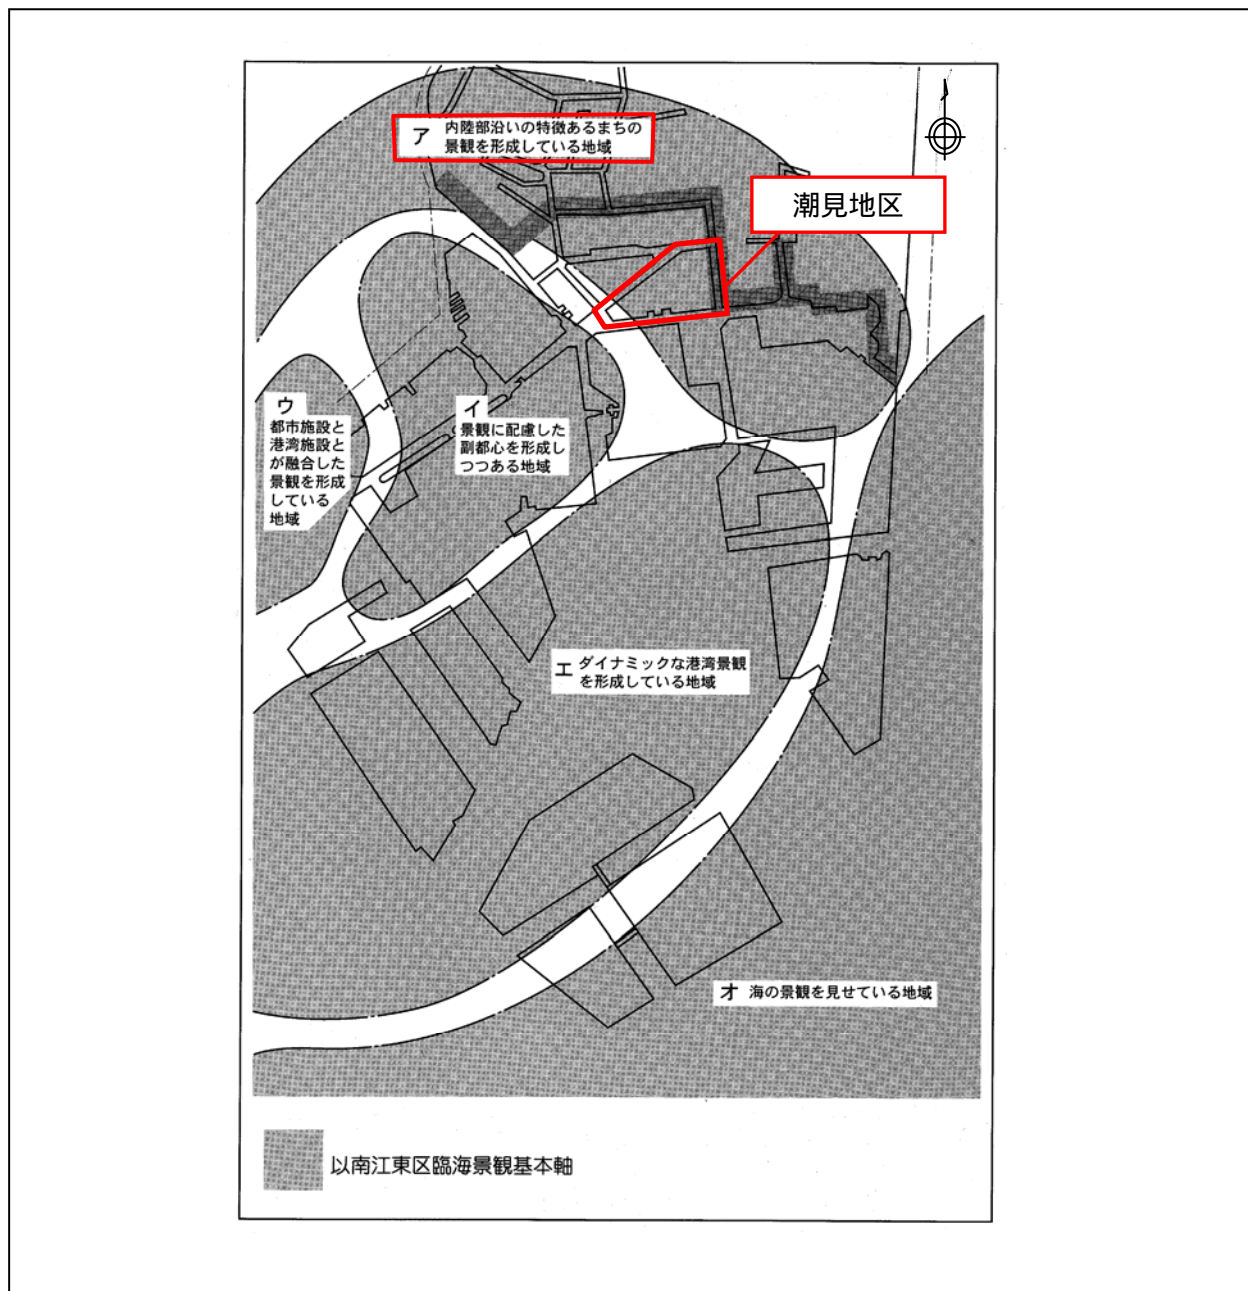 ア
内陸部沿いの特徴あるまちの
景観を形成している地域
潮見地区
ウ
都市施設と
港湾施設と
が融合した
景観を形成
している
地域
イ
景観に配慮した
副都心を形成し
つつある地域
エ
ダイナミックな港湾景観
を形成している地域
オ 海の景観を見せている地域
以南江東区臨海景観基本軸